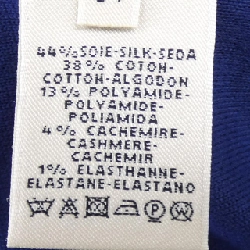 44%SOIE-SILK-SEDA
38% COTON-
COTTON-ALGODON
13% POLYAMIDE-
POLYAMIDE-
POLIAMIDA
4% CACHEMIRE-
CASHMERE-
CACHEMIR
1% ELASTHANNE-
ELASTANE-ELASTANO